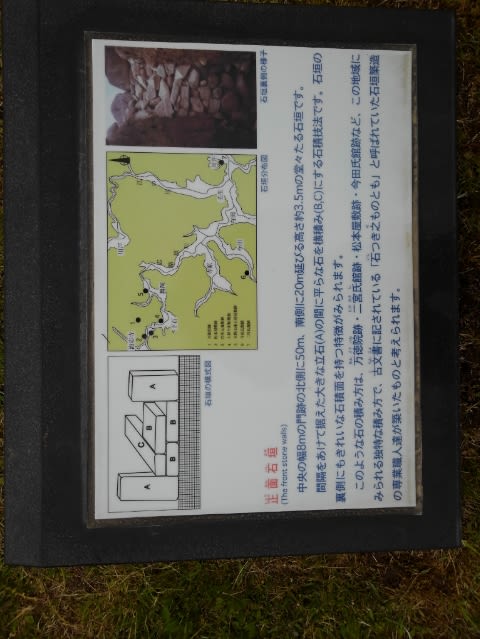 石垣の模式図
石垣分布図
石垣裏側の様子
A
B
B
B
B
C
A
6
正面石垣
(The front stone walls)
中央の幅8mの門跡の北側に50m、南側に20m延びる高さ約3.5mの堂々たる石垣です。
間隔をあけて据えた大きな立石(A)の間に平らな石を横積み(B,C)にする石積技法です。石垣の
裏側にもきれいな石積面を持つ特徴がみられます。
このような石の積み方は、万徳院跡・二宮氏館跡・松本屋敷跡・今田氏館跡など、この地域に
みられる独特な積み方で、古文書に記されている「石つき之ものとも」と呼ばれていた石垣築造
の専業職人達が築いたものと考えられます。